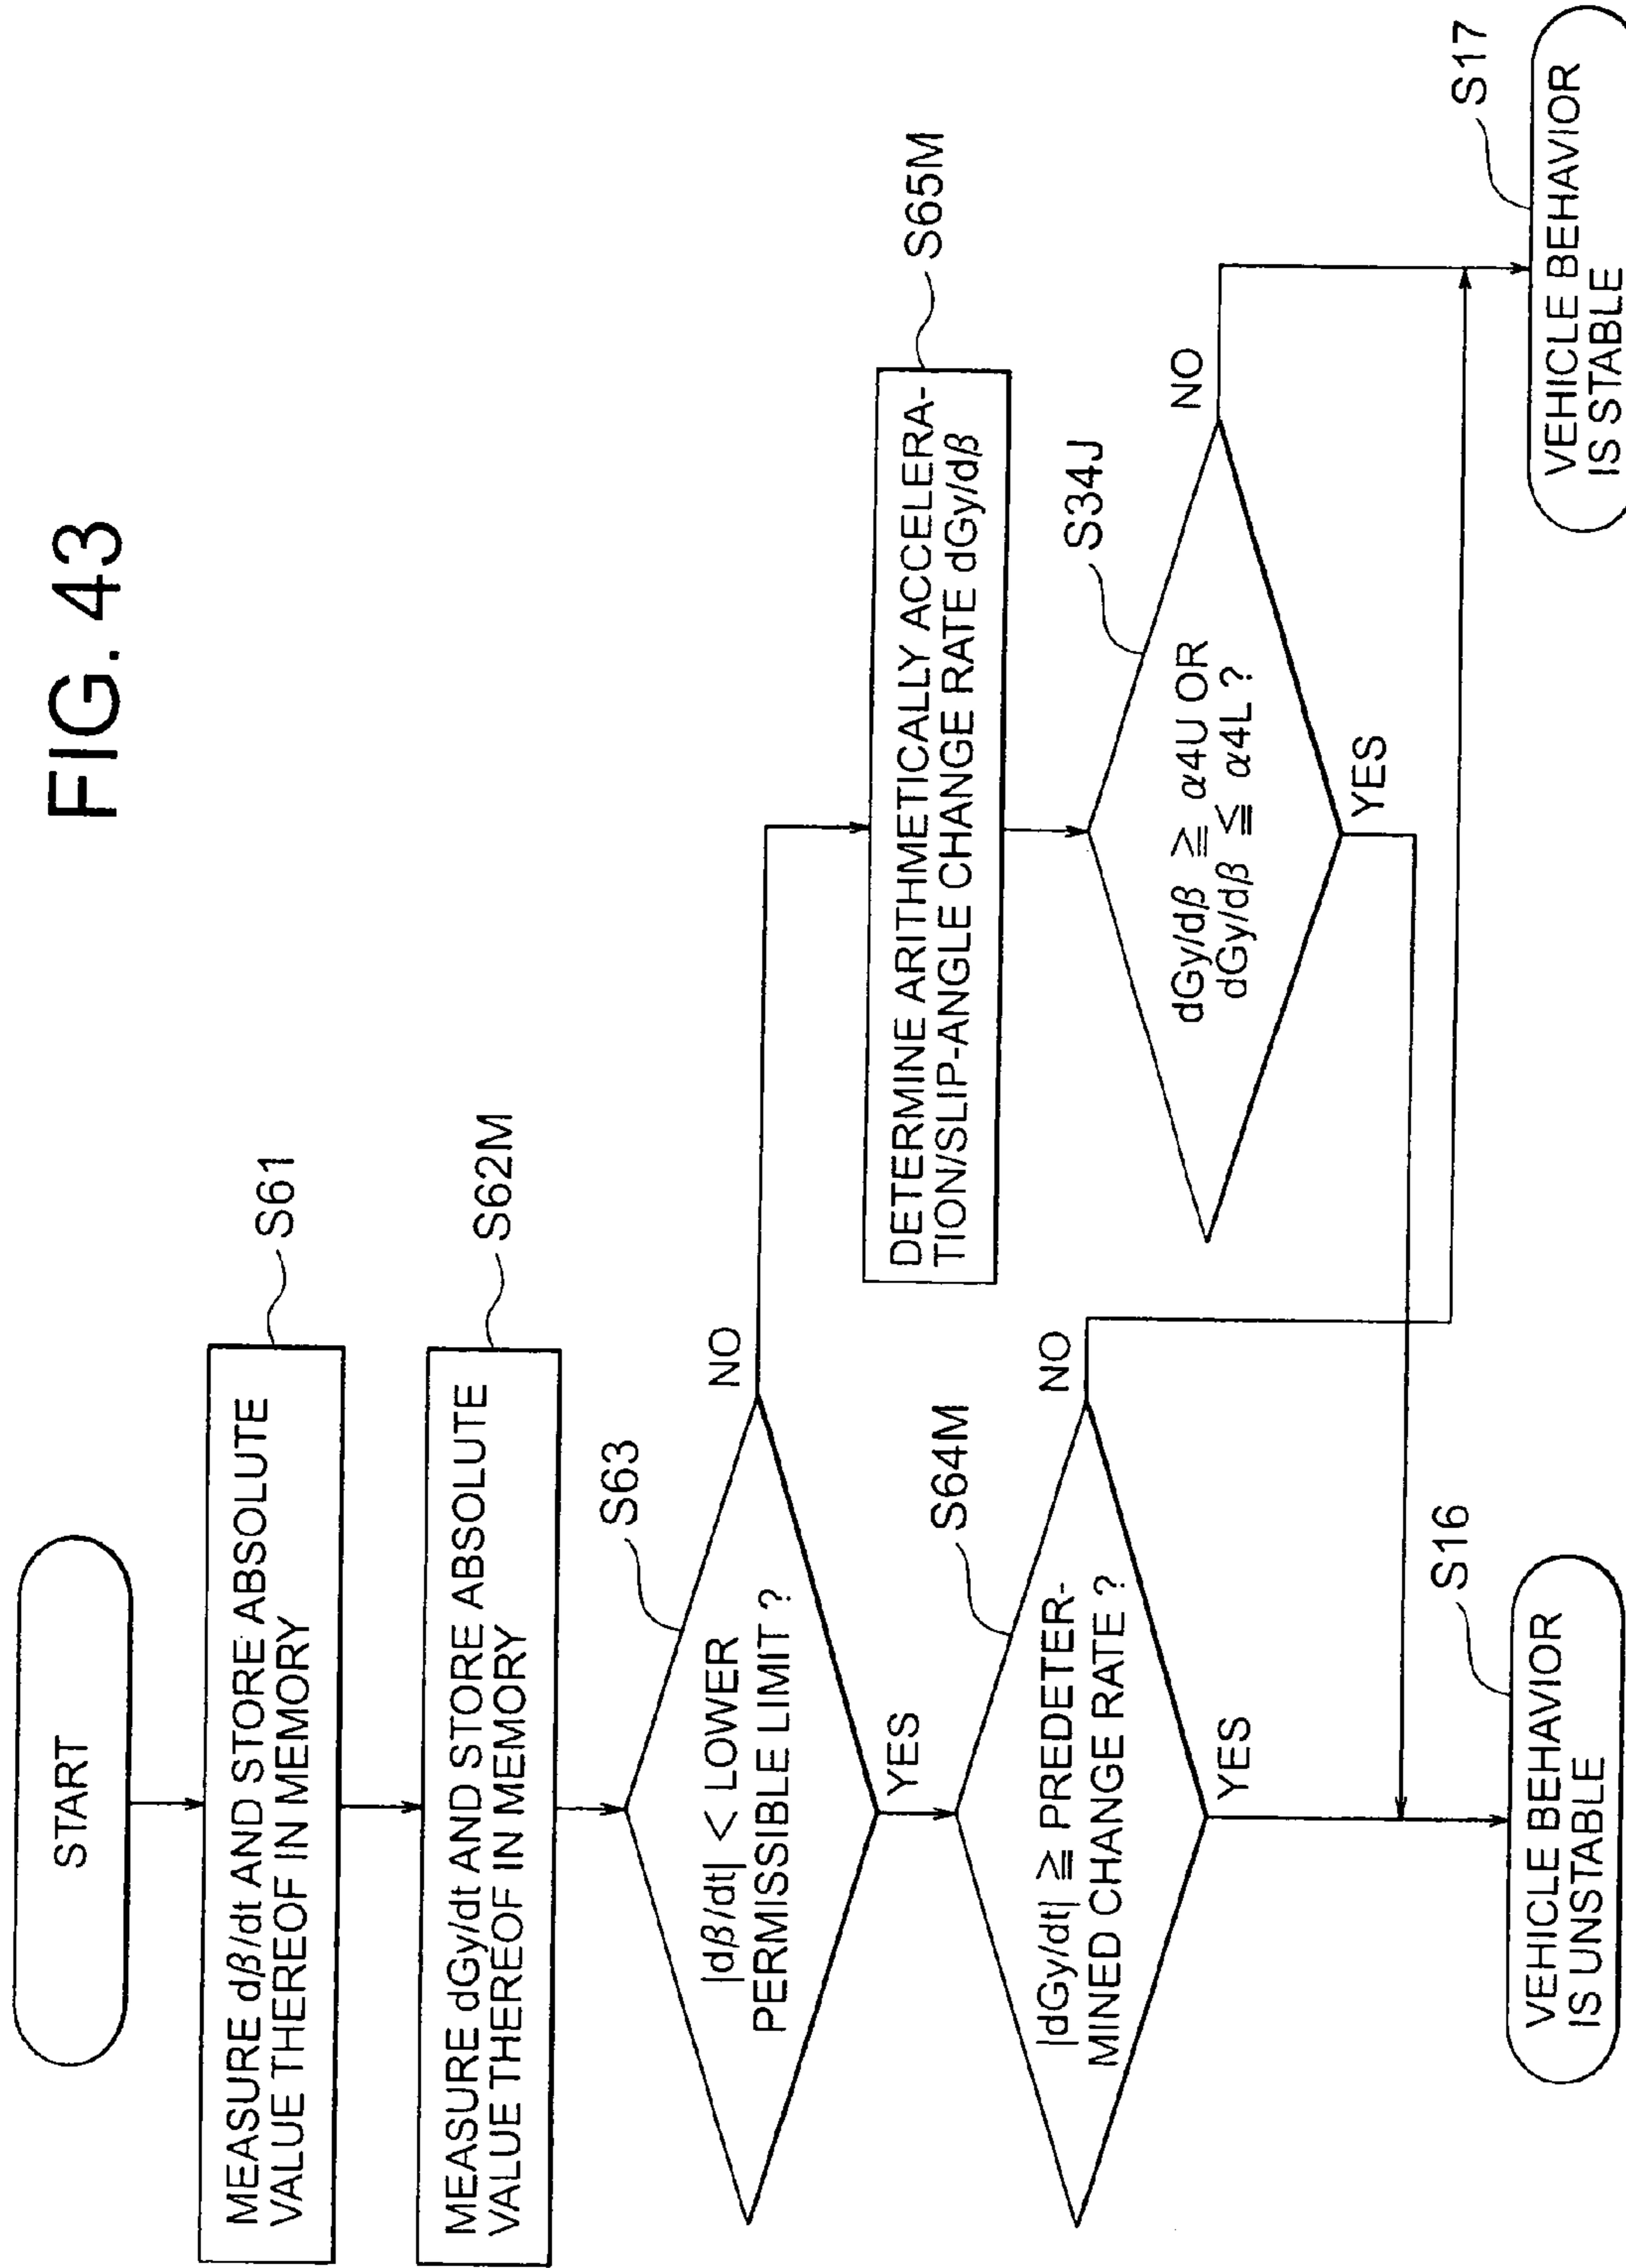 FIG. 43
START
MEASURE dβ/dt AND STORE ABSOLUTE
VALUE THEREOF IN MEMORY
S61
MEASURE dGy/dt AND STORE ABSOLUTE
VALUE THEREOF IN MEMORY
S62M
|dβ/dt| < LOWER
PERMISSIBLE LIMIT ?
S63
NO
YES
|dGy/dt| ≧ PREDETER-
MINED CHANGE RATE ?
S64M
NO
YES
DETERMINE ARITHMETICALLY ACCELERA-
TION/SLIP-ANGLE CHANGE RATE dGy/dβ
S65M
dGy/dβ ≧ α4U OR
dGy/dβ ≦ α4L ?
S34J
NO
YES
VEHICLE BEHAVIOR
IS UNSTABLE
S16
VEHICLE BEHAVIOR
IS STABLE
S17